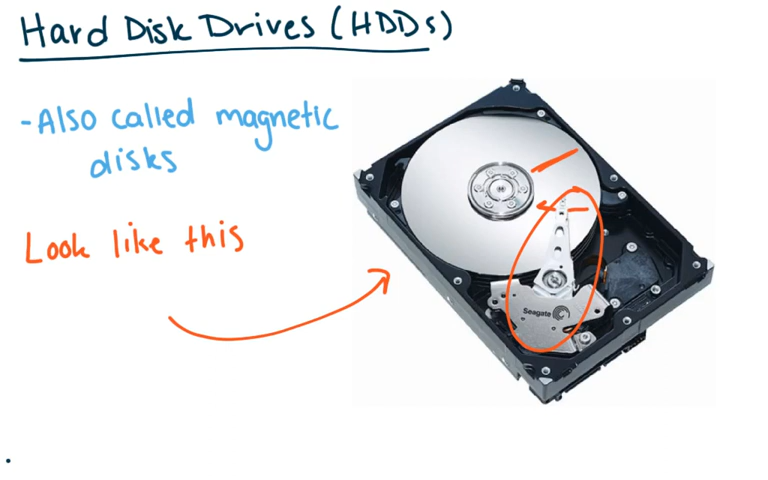 Hard Disk Drives (HDDs)
- Also called magnetic
disks
Look like this
Seagate